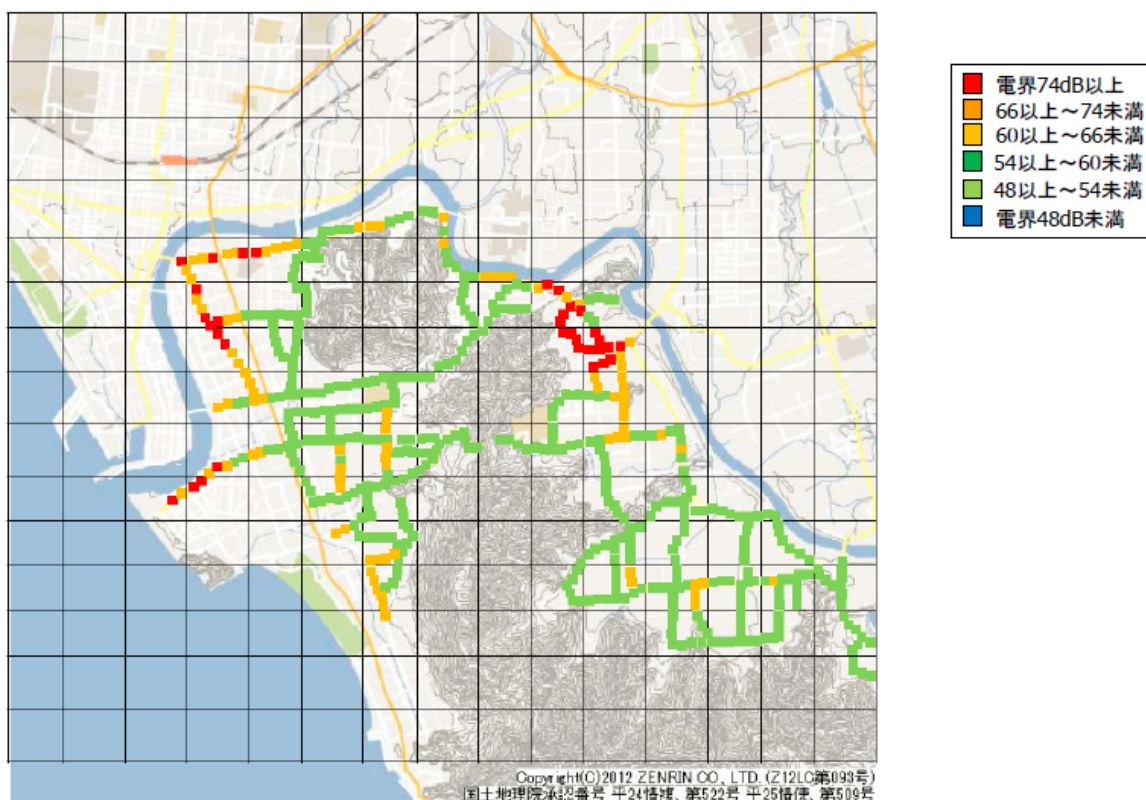 電界74dB以上
66以上～74未満
60以上～66未満
54以上～60未満
48以上～54未満
電界48dB未満
Copyright(C)2012 ZENRIN CO., LTD. (Z12LC第093号)
国土地理院承認番号 平24情複、第522号 平25情使、第509号